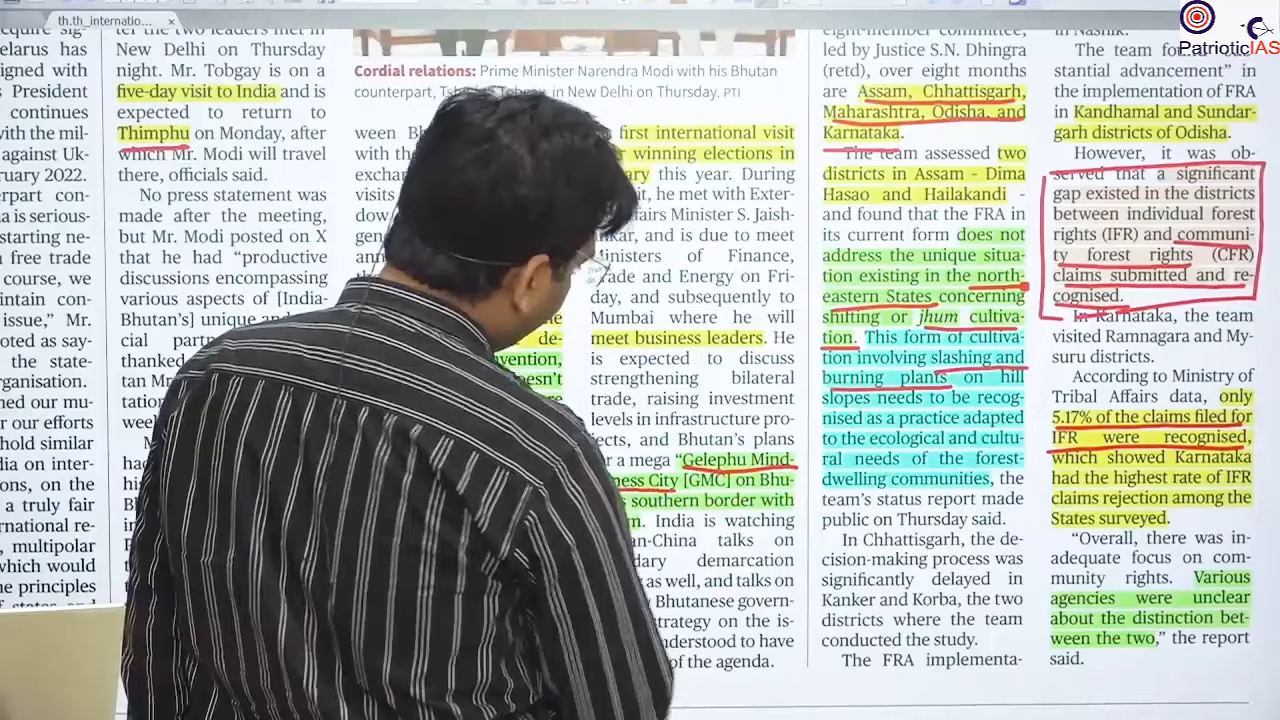 th.th_internatio...
×
PatrioticIAS
elarus has
igned with
President
continues
with the mil-
against Uk-
ruary 2022.
erpart con-
a is serious-
starting ne-
free trade
course, we
intain con-
issue,” Mr.
oted as say-
the state-
rganisation.
ned our mu-
r our efforts
hold similar
dia on inter-
ons, on the
a truly fair
rnational re-
, multipolar
which would
he principles
ter the two leaders met in
New Delhi on Thursday
night. Mr. Tobgay is on a
five-day visit to India and is
expected to return to
Thimphu on Monday, after
which Mr. Modi will travel
there, officials said.
No press statement was
made after the meeting,
but Mr. Modi posted on X
that he had “productive
discussions encompassing
various aspects of [India-
Bhutan’s] unique
cial
thanked
tan
Cordial relations: Prime Minister Narendra Modi with his Bhutan
counterpart, Tobgay, in New Delhi on Thursday. PTI
ween
with the
visits
de-
vention,
first international visit
winning elections in
this year. During
it, he met with Exter-
fairs Minister S. Jaish-
kar, and is due to meet
Ministers of Finance,
Trade and Energy on Fri-
day, and subsequently to
Mumbai where he will
meet business leaders. He
is expected to discuss
strengthening bilateral
trade, raising investment
levels in infrastructure pro-
jects, and Bhutan’s plans
for a mega “Gelephu Mind-
ness City [GMC] on Bhu-
southern border with
India is watching
an-China talks on
demarcation
as well, and talks on
Bhutanese govern-
strategy on the is-
understood to have
of the agenda.
eight-member committee,
led by Justice S.N. Dhingra
(retd), over eight months
are Assam, Chhattisgarh,
Maharashtra, Odisha, and
Karnataka.
The team assessed two
districts in Assam - Dima
Hasao and Hailakandi -
and found that the FRA in
its current form does not
address the unique situa-
tion existing in the north-
eastern States concerning
shifting or jhum cultiva-
tion. This form of cultiva-
tion involving slashing and
burning plants on hill
slopes needs to be recog-
nised as a practice adapted
to the ecological and cultu-
ral needs of the forest-
dwelling communities, the
team’s status report made
public on Thursday said.
In Chhattisgarh, the de-
cision-making process was
significantly delayed in
Kanker and Korba, the two
districts where the team
conducted the study.
The FRA implementa-
in Nashik.
The team
stantial advancement” in
the implementation of FRA
in Kandhamal and Sundar-
garh districts of Odisha.
However, it was ob-
served that a significant
gap existed in the districts
between individual forest
rights (IFR) and communi-
ty forest rights (CFR)
claims submitted and re-
cognised.
In Karnataka, the team
visited Ramnagara and My-
suru districts.
According to Ministry of
Tribal Affairs data, only
5.17% of the claims filed for
IFR were recognised,
which showed Karnataka
had the highest rate of IFR
claims rejection among the
States surveyed.
“Overall, there was in-
adequate focus on com-
munity rights. Various
agencies were unclear
about the distinction bet-
ween the two,” the report
said.